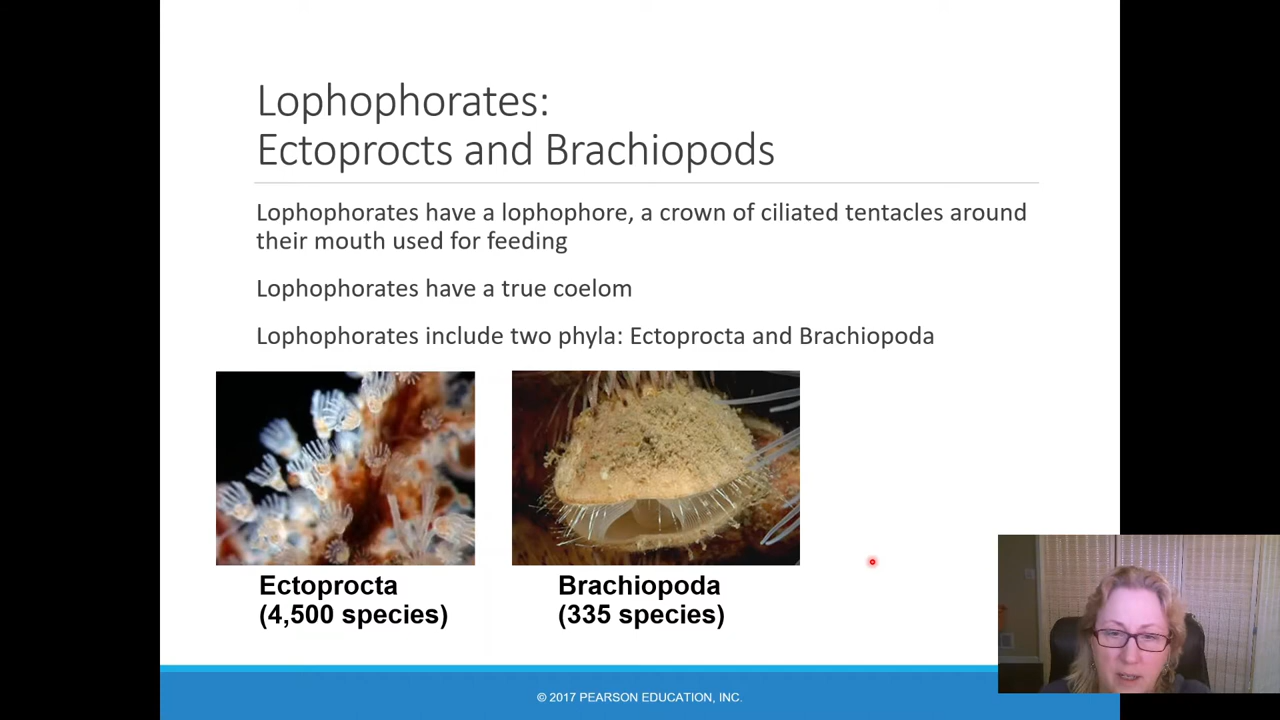 Lophophorates:
Ectoprocts and Brachiopods
Lophophorates have a lophophore, a crown of ciliated tentacles around
their mouth used for feeding
Lophophorates have a true coelom
Lophophorates include two phyla: Ectoprocta and Brachiopoda
Ectoprocta
(4,500 species)
Brachiopoda
(335 species)
© 2017 PEARSON EDUCATION, INC.